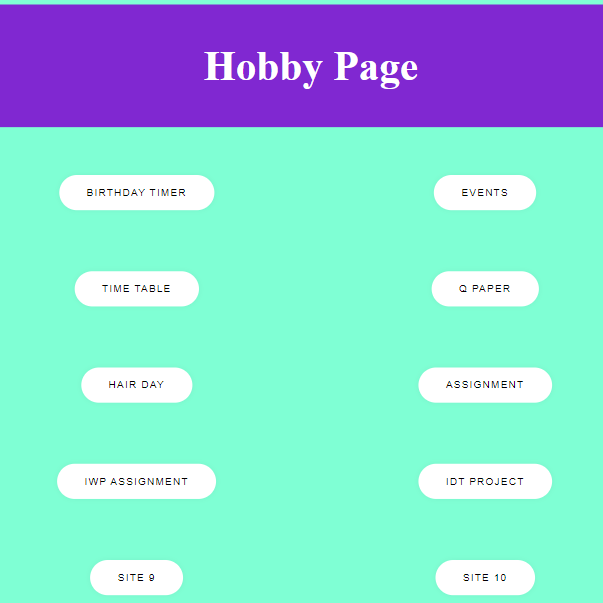 Hobby Page
BIRTHDAY TIMER
EVENTS
TIME TABLE
Q PAPER
HAIR DAY
ASSIGNMENT
IWP ASSIGNMENT
IDT PROJECT
SITE 9
SITE 10